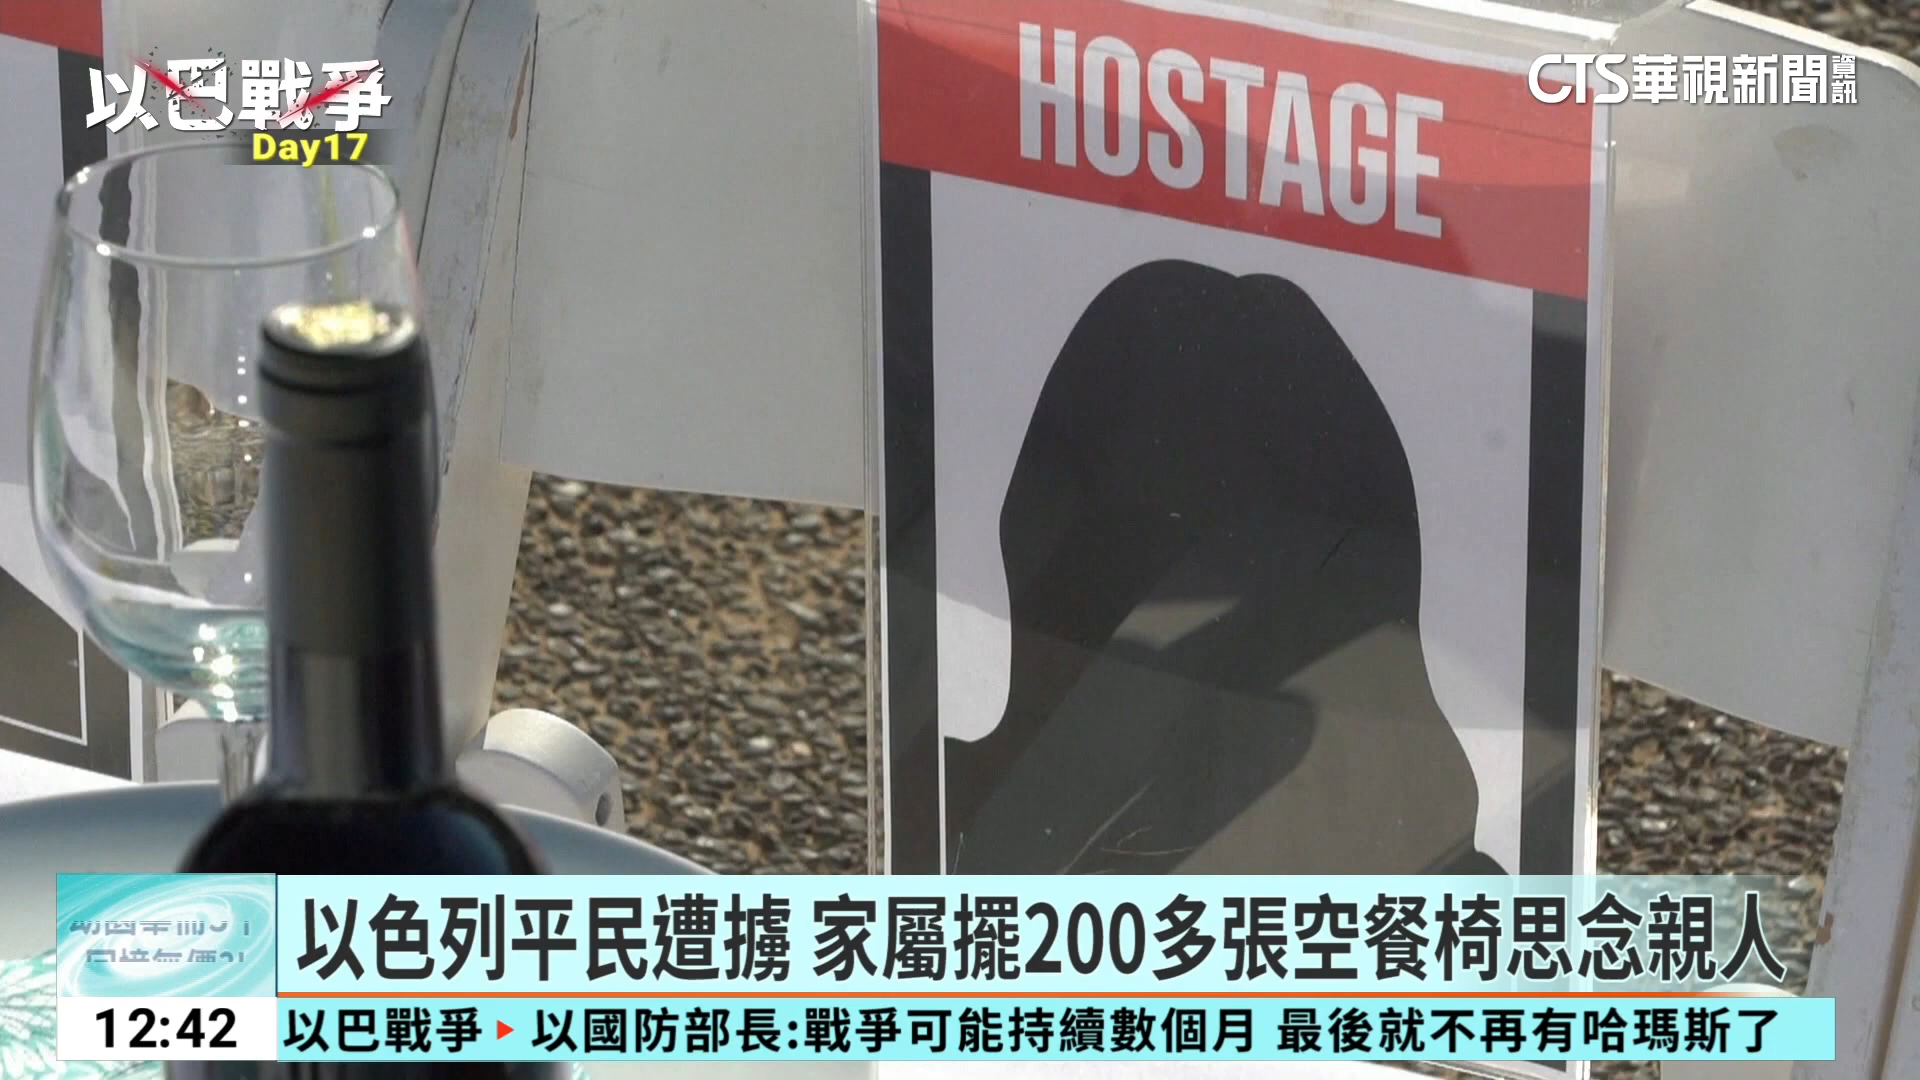 以巴戰爭
Day17
CTS華視新聞資訊
HOSTAGE
以色列平民遭擄 家屬擺200多張空餐椅思念親人
12:42
以巴戰爭▶以國防部長:戰爭可能持續數個月 最後就不再有哈瑪斯了